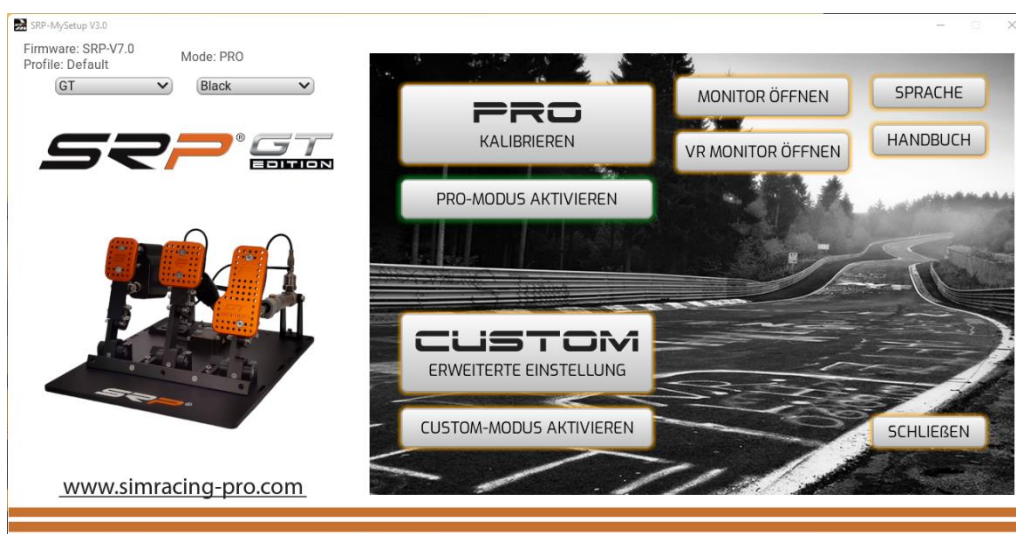 SRP-MySetup V3.0
Firmware: SRP-V7.0
Profile: Default
Mode: PRO
GT
Black
SRP® GT
EDITION
SRP®
www.simracing-pro.com
PRO
KALIBRIEREN
PRO-MODUS AKTIVIEREN
MONITOR ÖFFNEN
VR MONITOR ÖFFNEN
SPRACHE
HANDBUCH
CUSTOM
ERWEITERTE EINSTELLUNG
CUSTOM-MODUS AKTIVIEREN
SCHLIEßEN